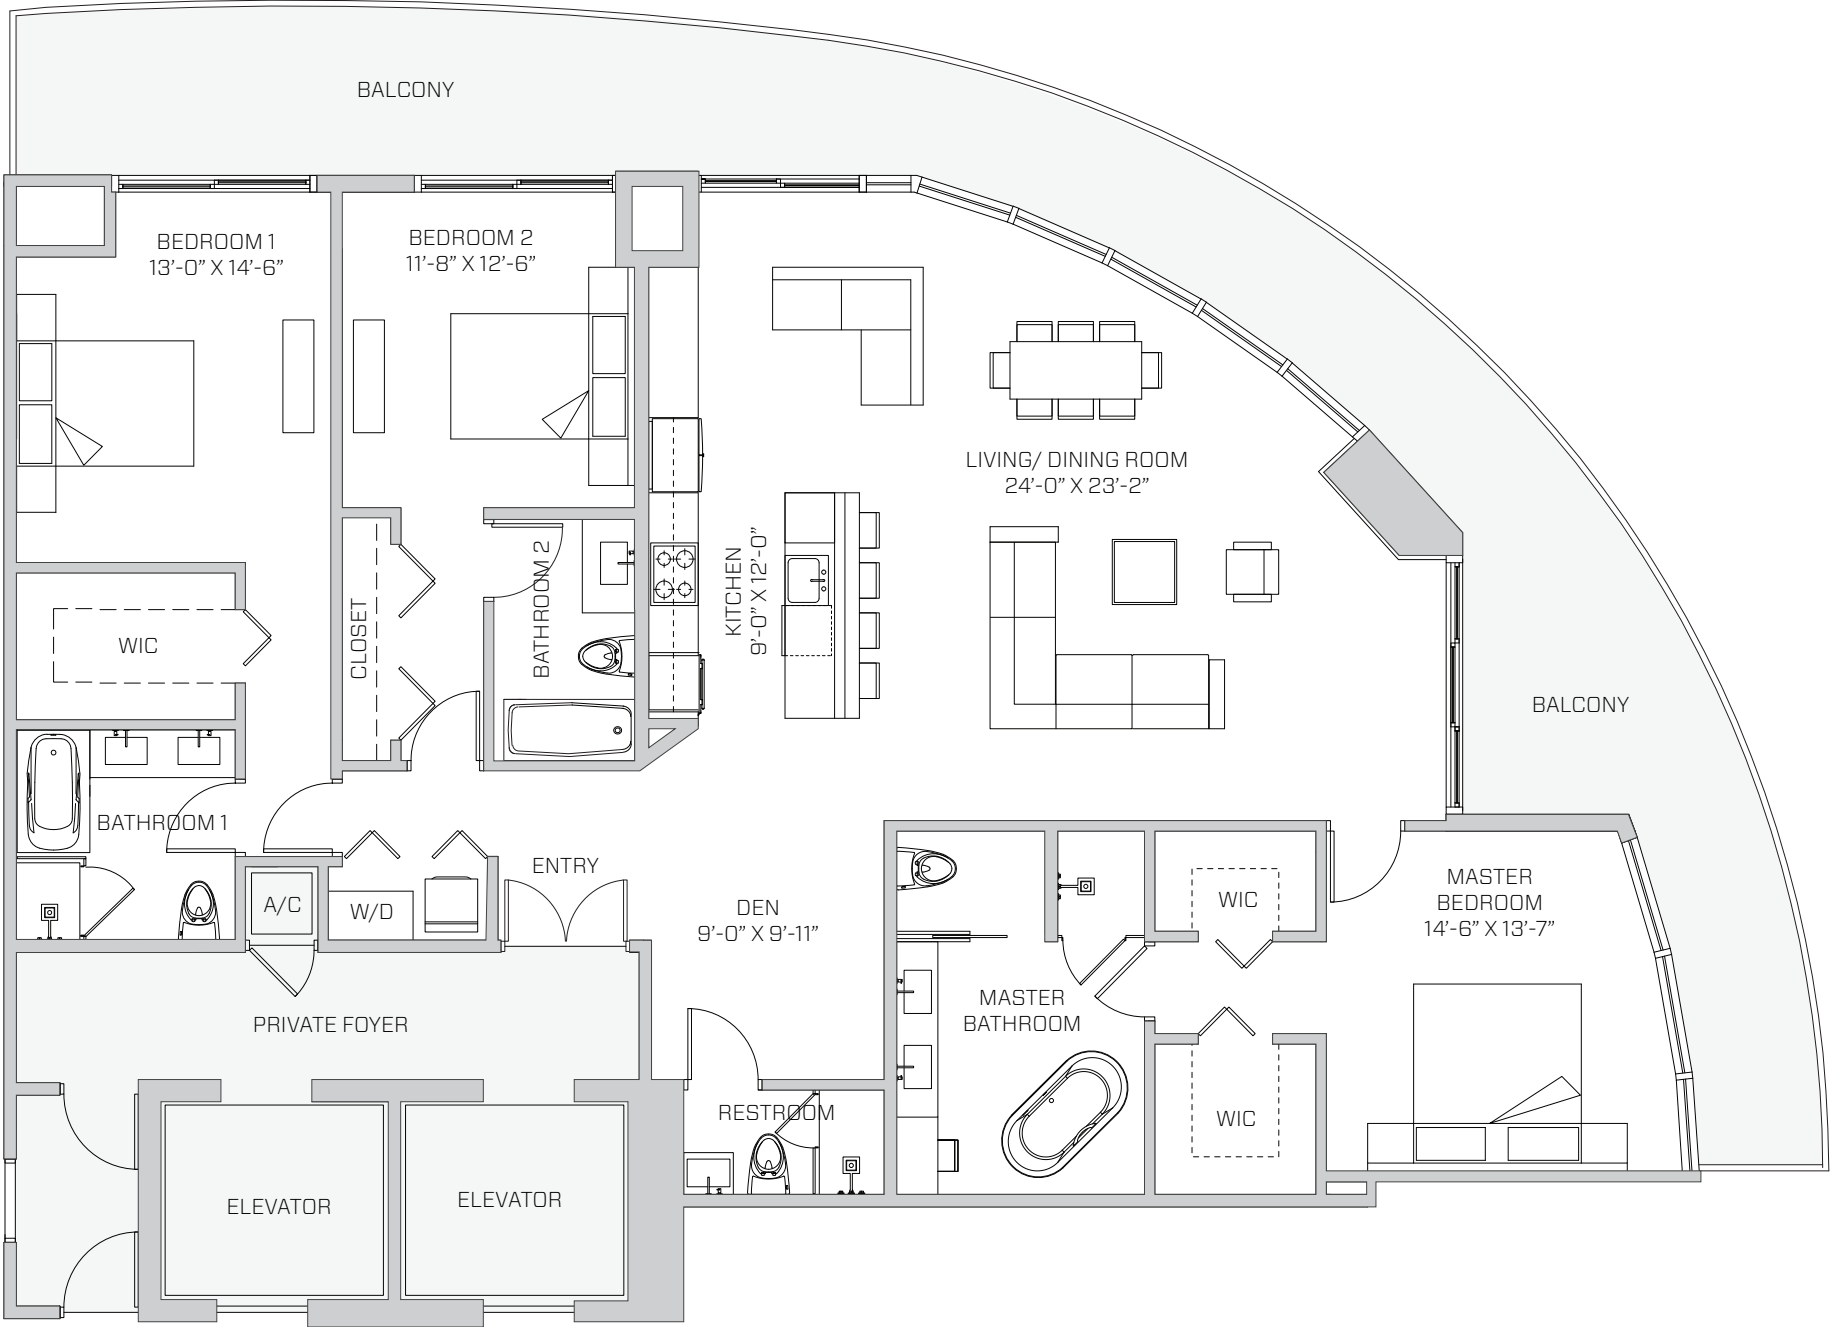 BALCONY
BEDROOM 1
13’-0” X 14’-6”
BEDROOM 2
11’-8” X 12’-6”
LIVING/ DINING ROOM
24’-0” X 23’-2”
KITCHEN
9’-0” X 12’-0”
BATHROOM 2
CLOSET
WIC
BALCONY
BATHROOM 1
ENTRY
A/C
W/D
DEN
9’-0” X 9’-11”
WIC
MASTER
BEDROOM
14’-6” X 13’-7”
MASTER
BATHROOM
PRIVATE FOYER
RESTROOM
WIC
ELEVATOR
ELEVATOR